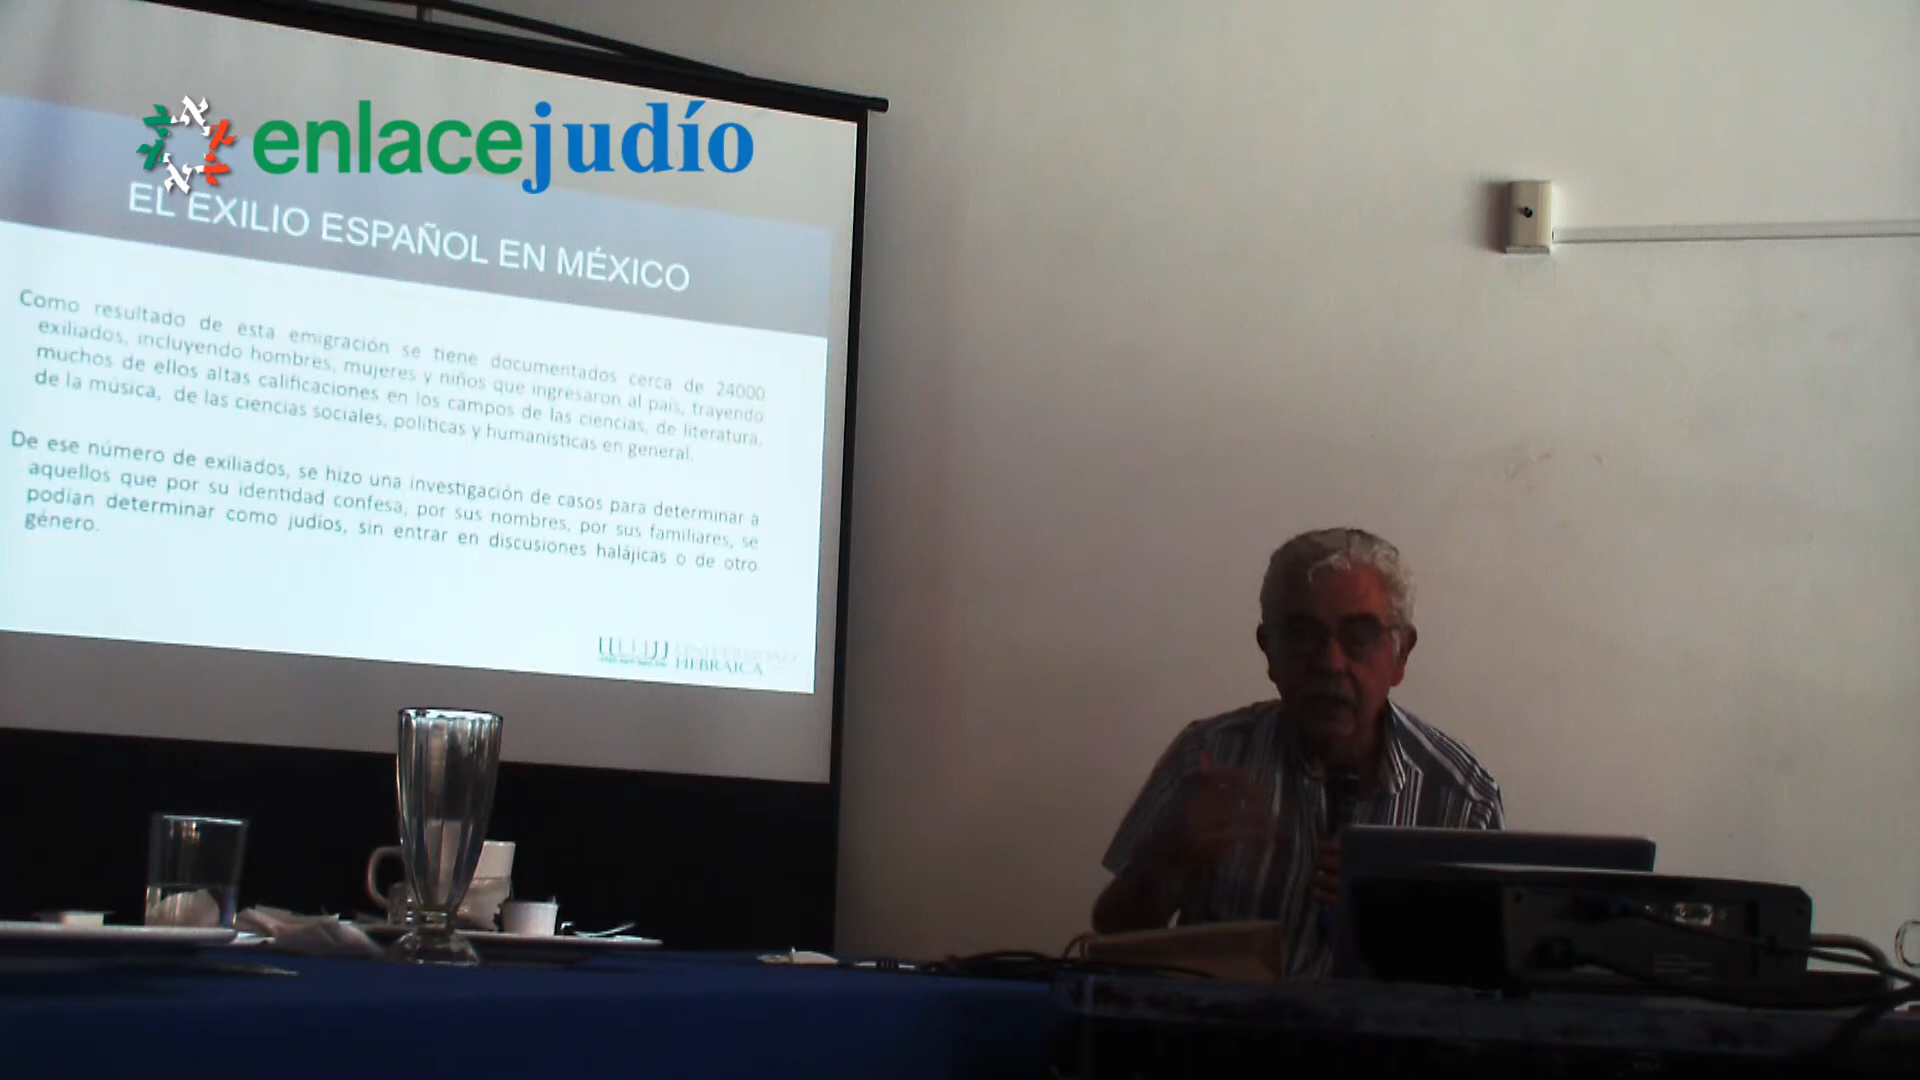 enlacejudío
EL EXILIO ESPAÑOL EN MÉXICO
Como resultado de esta emigración se tiene documentados cerca de 24000
exiliados, incluyendo hombres, mujeres y niños que ingresaron al país, trayendo
muchos de ellos altas calificaciones en los campos de las ciencias, de literatura,
de la música, de las ciencias sociales, políticas y humanísticas en general.
De ese número de exiliados, se hizo una investigación de casos para determinar a
aquellos que por su identidad confesa, por sus nombres, por sus familiares, se
podían determinar como judíos, sin entrar en discusiones halájicas o de otro
género.
UNIVERSIDAD
HEBRAICA